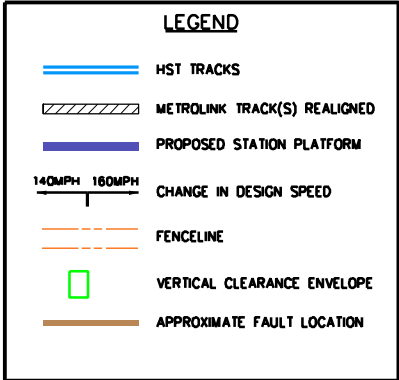 LEGEND
HST TRACKS
METROLINK TRACK(S) REALIGNED
PROPOSED STATION PLATFORM
140MPH 160MPH
CHANGE IN DESIGN SPEED
FENCELINE
VERTICAL CLEARANCE ENVELOPE
APPROXIMATE FAULT LOCATION